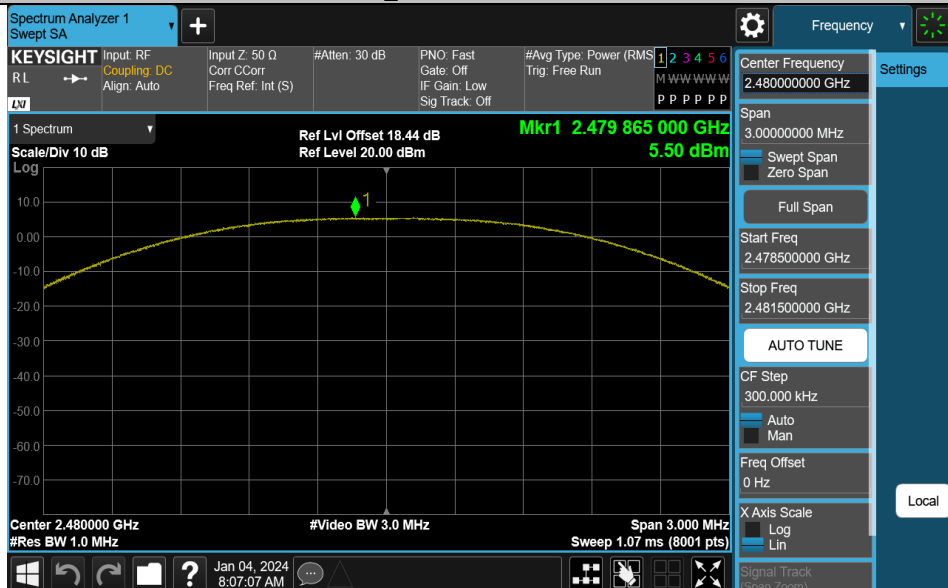 Spectrum Analyzer 1
Swept SA
+
Frequency
KEYSIGHT
RL
LXI
Input: RF
Coupling: DC
Align: Auto
Input Z: 50 Ω
Corr CCorr
Freq Ref: Int (S)
#Atten: 30 dB
PNO: Fast
Gate: Off
IF Gain: Low
Sig Track: Off
#Avg Type: Power (RMS
Trig: Free Run
1 2 3 4 5 6
M W W W W W
P P P P P P
1 Spectrum
Scale/Div 10 dB
Log
Ref Lvl Offset 18.44 dB
Ref Level 20.00 dBm
Mkr1 2.479 865 000 GHz
5.50 dBm
1
10.0
0.00
-10.0
-20.0
-30.0
-40.0
-50.0
-60.0
-70.0
Center 2.480000 GHz
#Res BW 1.0 MHz
#Video BW 3.0 MHz
Span 3.000 MHz
Sweep 1.07 ms (8001 pts)
Center Frequency
2.480000000 GHz
Span
3.00000000 MHz
Swept Span
Zero Span
Full Span
Start Freq
2.478500000 GHz
Stop Freq
2.481500000 GHz
AUTO TUNE
CF Step
300.000 kHz
Auto
Man
Freq Offset
0 Hz
X Axis Scale
Log
Lin
Signal Track
(Span Zoom)
Settings
Local
?
Jan 04, 2024
8:07:07 AM